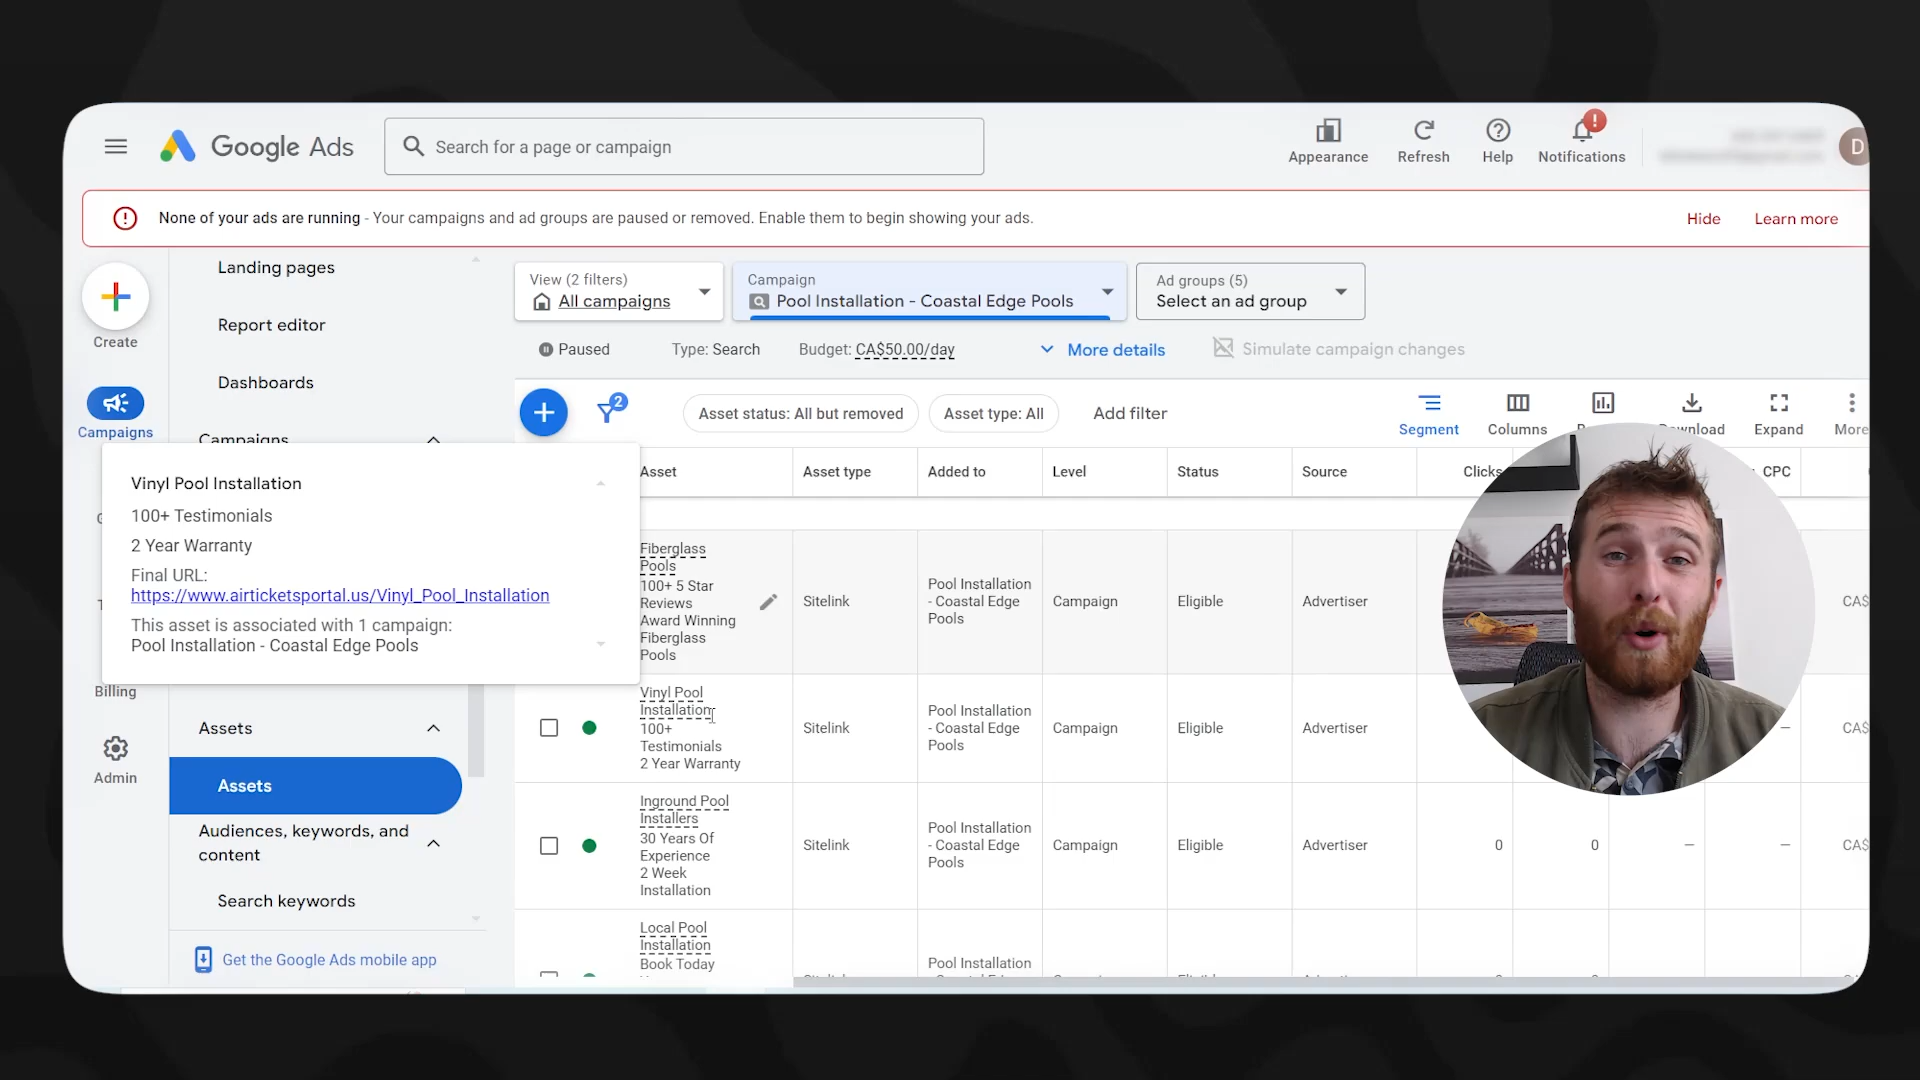 Google Ads
Search for a page or campaign
Appearance
Refresh
Help
Notifications
D
None of your ads are running - Your campaigns and ad groups are paused or removed. Enable them to begin showing your ads.
Hide
Learn more
Create
Campaigns
Billing
Admin
Landing pages
Report editor
Dashboards
Campaigns
Vinyl Pool Installation
100+ Testimonials
2 Year Warranty
Final URL:
https://www.airticketsportal.us/Vinyl_Pool_Installation
This asset is associated with 1 campaign:
Pool Installation - Coastal Edge Pools
Assets
Assets
Audiences, keywords, and
content
Search keywords
Get the Google Ads mobile app
View (2 filters)
All campaigns
Campaign
Pool Installation - Coastal Edge Pools
Ad groups (5)
Select an ad group
Paused
Type: Search
Budget: CA$50.00/day
More details
Simulate campaign changes
2
Asset status: All but removed
Asset type: All
Add filter
Segment
Columns
Expand
More
Asset
Asset type
Added to
Level
Status
Source
Clicks
CPC
Fiberglass
Pools
100+ 5 Star
Reviews
Award Winning
Fiberglass
Pools
Sitelink
Pool Installation
- Coastal Edge
Pools
Campaign
Eligible
Advertiser
CA$
Vinyl Pool
Installation
100+
Testimonials
2 Year Warranty
Sitelink
Pool Installation
- Coastal Edge
Pools
Campaign
Eligible
Advertiser
–
CA$
Inground Pool
Installers
30 Years Of
Experience
2 Week
Installation
Sitelink
Pool Installation
- Coastal Edge
Pools
Campaign
Eligible
Advertiser
0
0
–
–
CA$
Local Pool
Installation
Book Today
Pool Installation